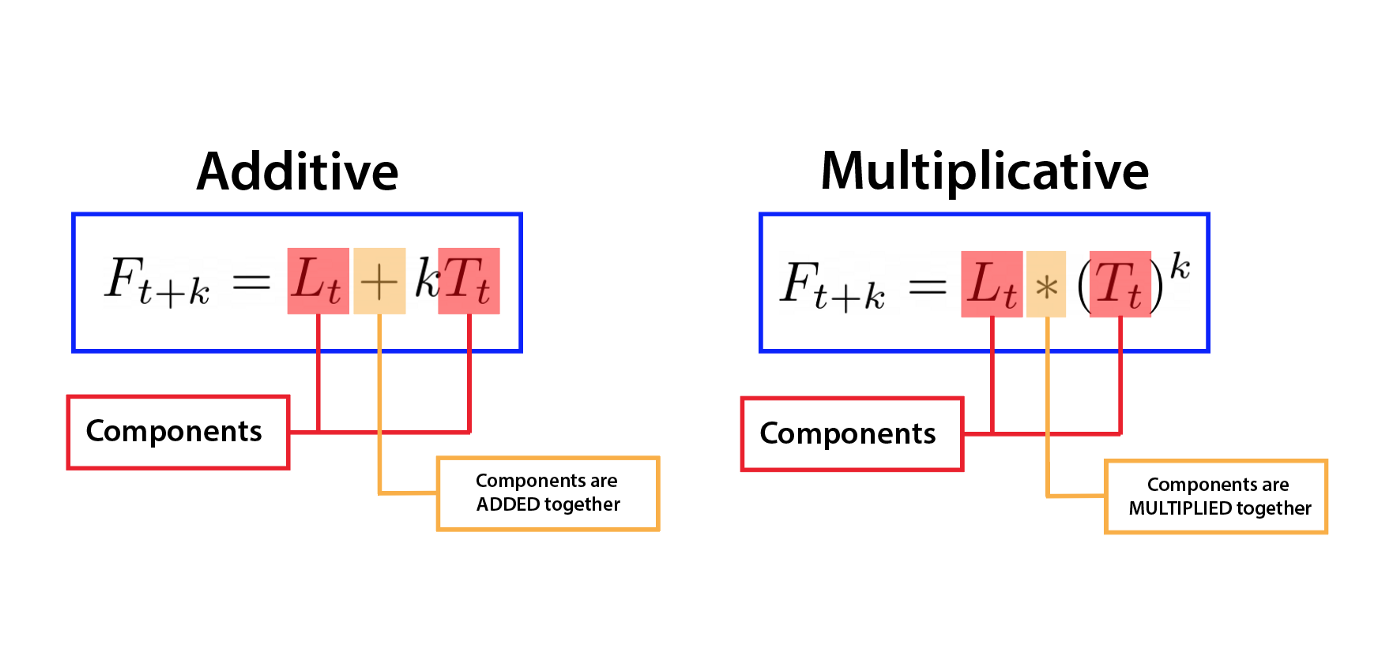 Additive
F_{t+k} = L_t + kT_t
Components
Components are
ADDED together
Multiplicative
F_{t+k} = L_t * (T_t)^k
Components
Components are
MULTIPLIED together